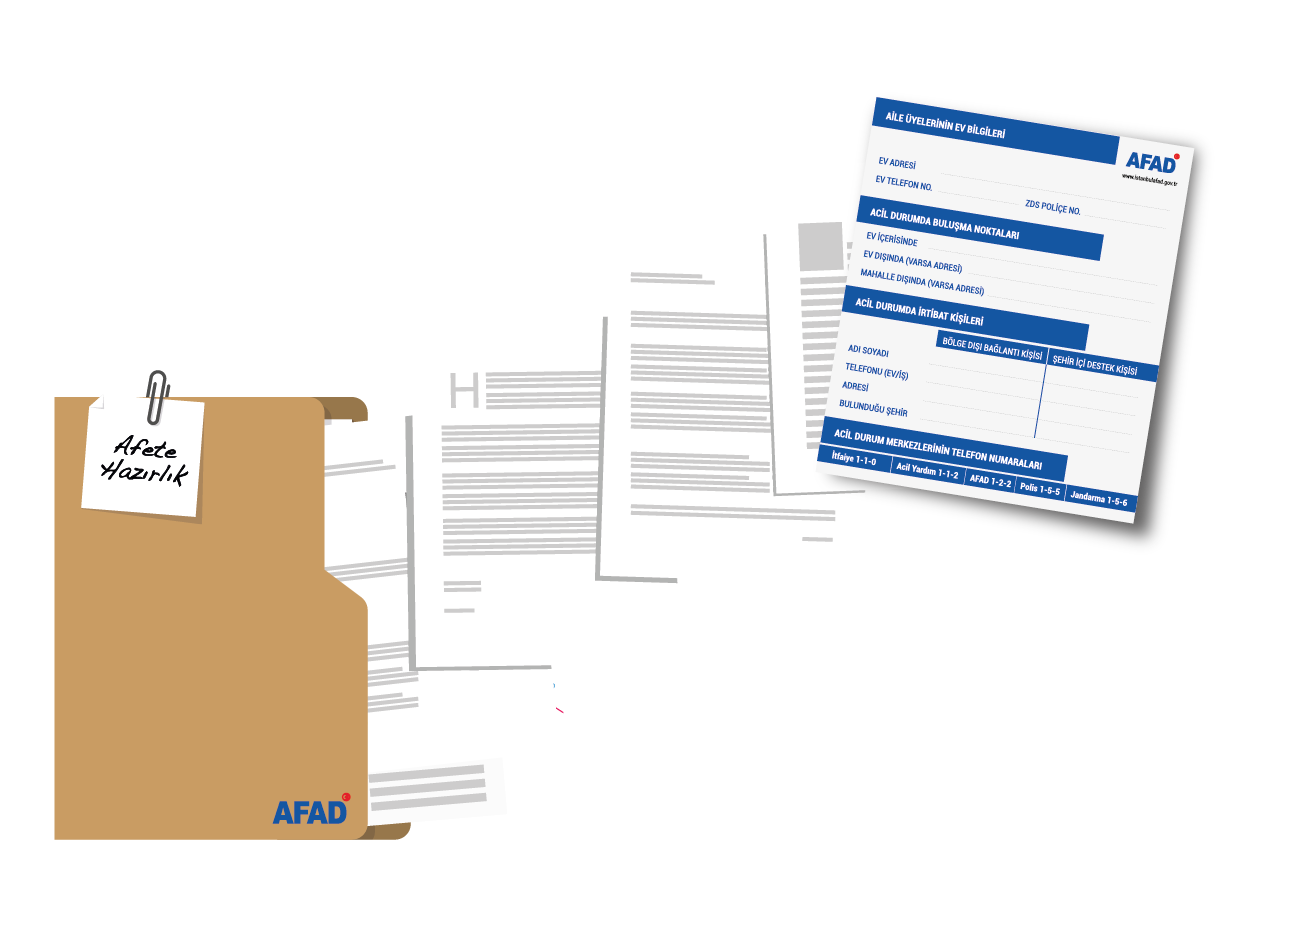 Afete
Hazırlık
AFAD
H
AİLE ÜYELERİNİN EV BİLGİLERİ
AFAD
www.istanbulafad.gov.tr
EV ADRESİ
EV TELEFON NO.
ZDS POLİÇE NO.
ACİL DURUMDA BULUŞMA NOKTALARI
EV İÇERİSİNDE
EV DIŞINDA (VARSA ADRESİ)
MAHALLE DIŞINDA (VARSA ADRESİ)
ACİL DURUMDA İRTİBAT KİŞİLERİ
BÖLGE DIŞI BAĞLANTI KİŞİSİ ŞEHİR İÇİ DESTEK KİŞİSİ
ADI SOYADI
TELEFONU (EV/İŞ)
ADRESİ
BULUNDUĞU ŞEHİR
ACİL DURUM MERKEZLERİNİN TELEFON NUMARALARI
İtfaiye 1-1-0 Acil Yardım 1-1-2 AFAD 1-2-2 Polis 1-5-5 Jandarma 1-5-6